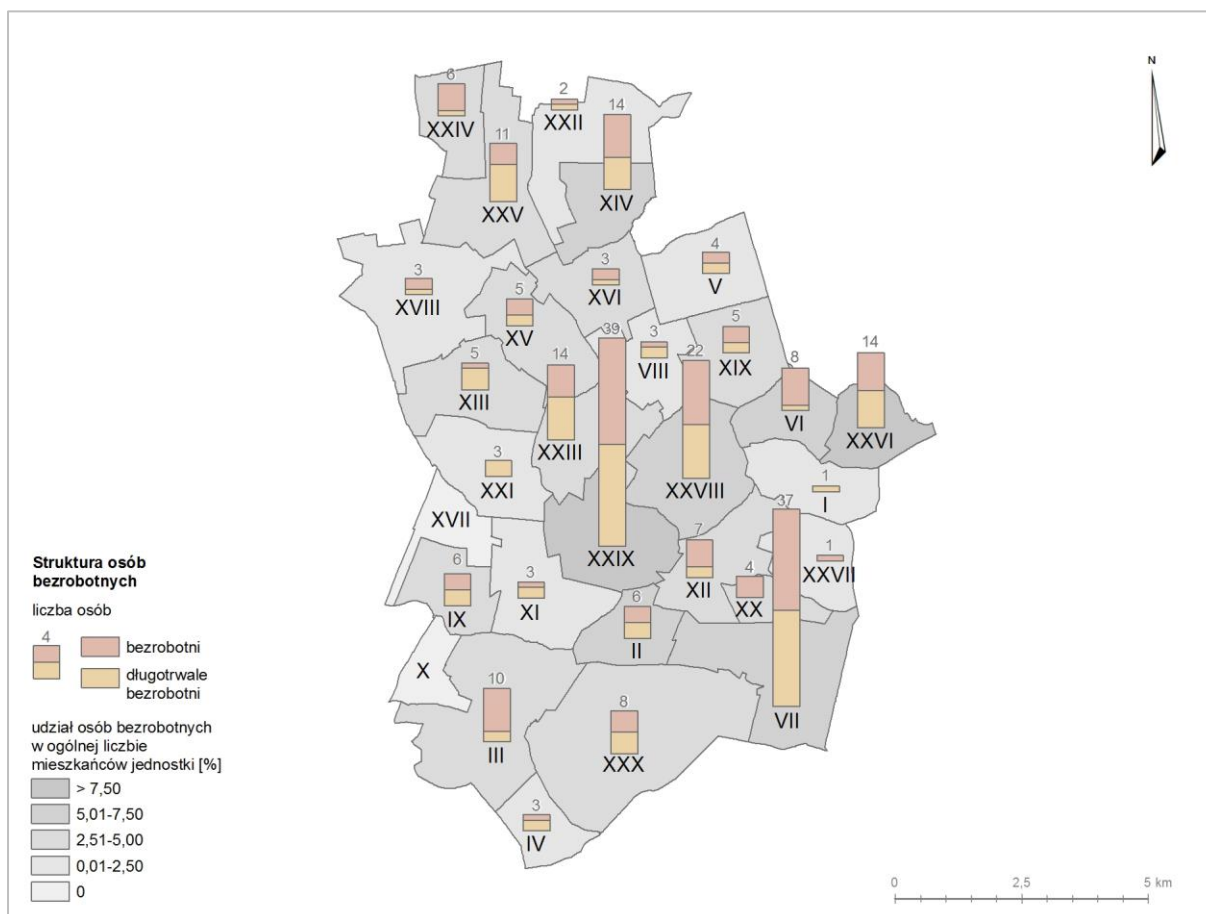 N
6
XXIV
2
XXII
14
XIV
11
XXV
4
V
3
XVIII
3
XVI
5
XV
39
3
VIII
5
XIX
22
8
VI
14
XXVI
5
XIII
14
XXIII
XXVIII
3
XXI
1
I
XVII
37
XXIX
7
XII
1
XXVII
6
IX
3
XI
4
XX
6
II
X
10
III
8
XXX
VII
3
IV
Struktura osób
bezrobotnych
liczba osób
4
bezrobotni
długotrwale
bezrobotni
udział osób bezrobotnych
w ogólnej liczbie
mieszkańców jednostki [%]
> 7,50
5,01-7,50
2,51-5,00
0,01-2,50
0
0 2,5 5 km